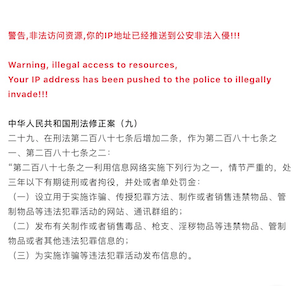 警告,非法访问资源,你的IP地址已经推送到公安非法入侵!!!
Warning, illegal access to resources,
Your IP address has been pushed to the police to illegally
invade!!!
中华人民共和国刑法修正案（九）
二十九、在刑法第二百八十七条后增加二条，作为第二百八十七条之
一、第二百八十七条之二：
“第二百八十七条之一利用信息网络实施下列行为之一，情节严重的，处
三年以下有期徒刑或者拘役，并处或者单处罚金：
（一）设立用于实施诈骗、传授犯罪方法、制作或者销售违禁物品、管
制物品等违法犯罪活动的网站、通讯群组的；
（二）发布有关制作或者销售毒品、枪支、淫秽物品等违禁物品、管制
物品或者其他违法犯罪信息的；
（三）为实施诈骗等违法犯罪活动发布信息的。